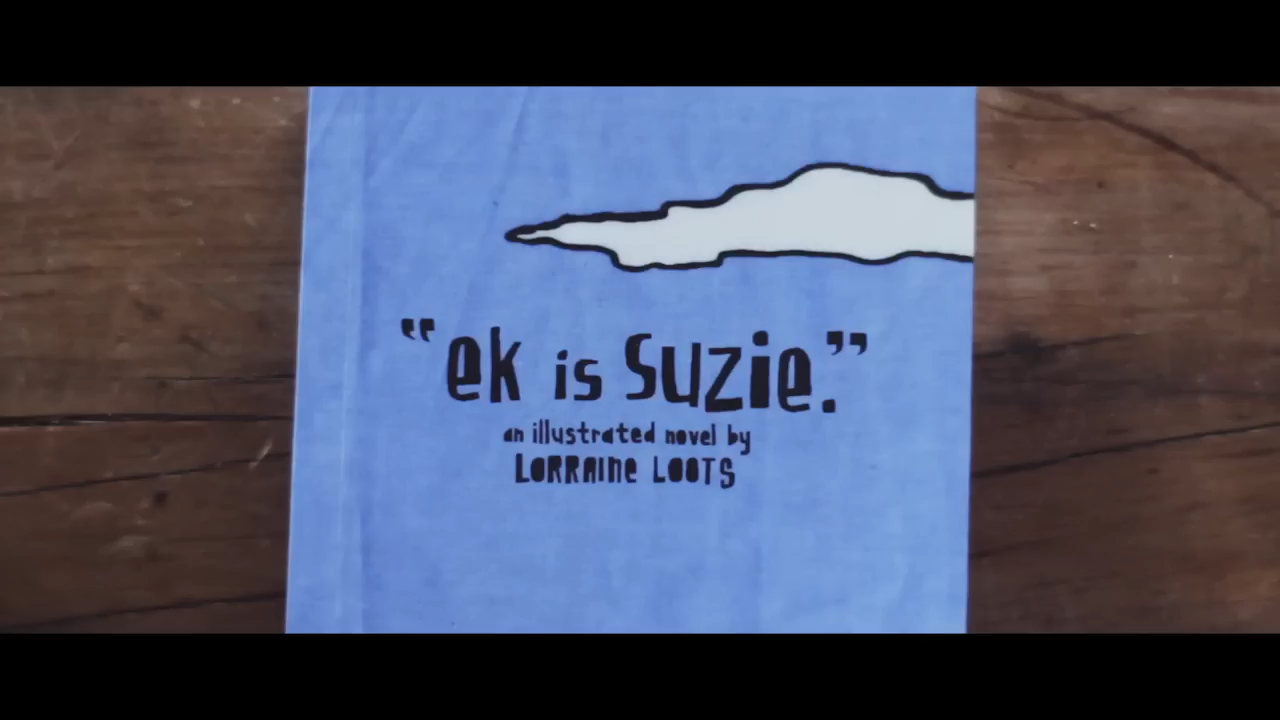 “ek is Suzie.”
an illustrated novel by
LORRAINE LOOTS